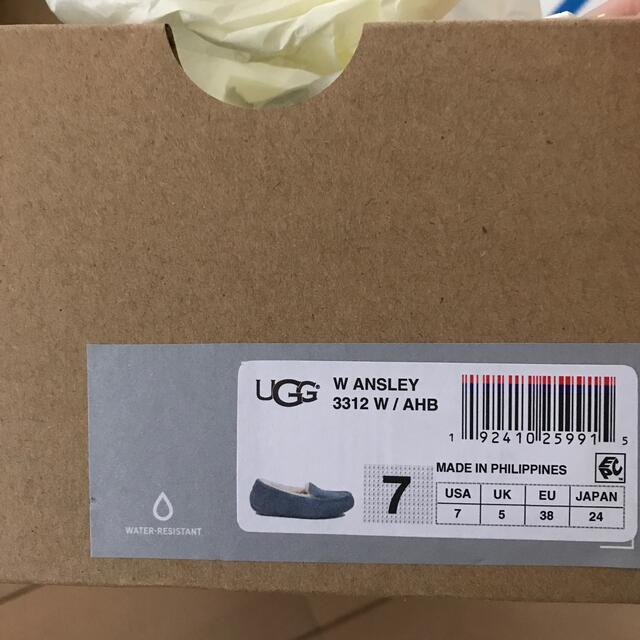 UGG®
W ANSLEY
3312 W / AHB
1 92410 25991 5
7
MADE IN PHILIPPINES
EPC
USA UK EU JAPAN
7 5 38 24
WATER-RESISTANT